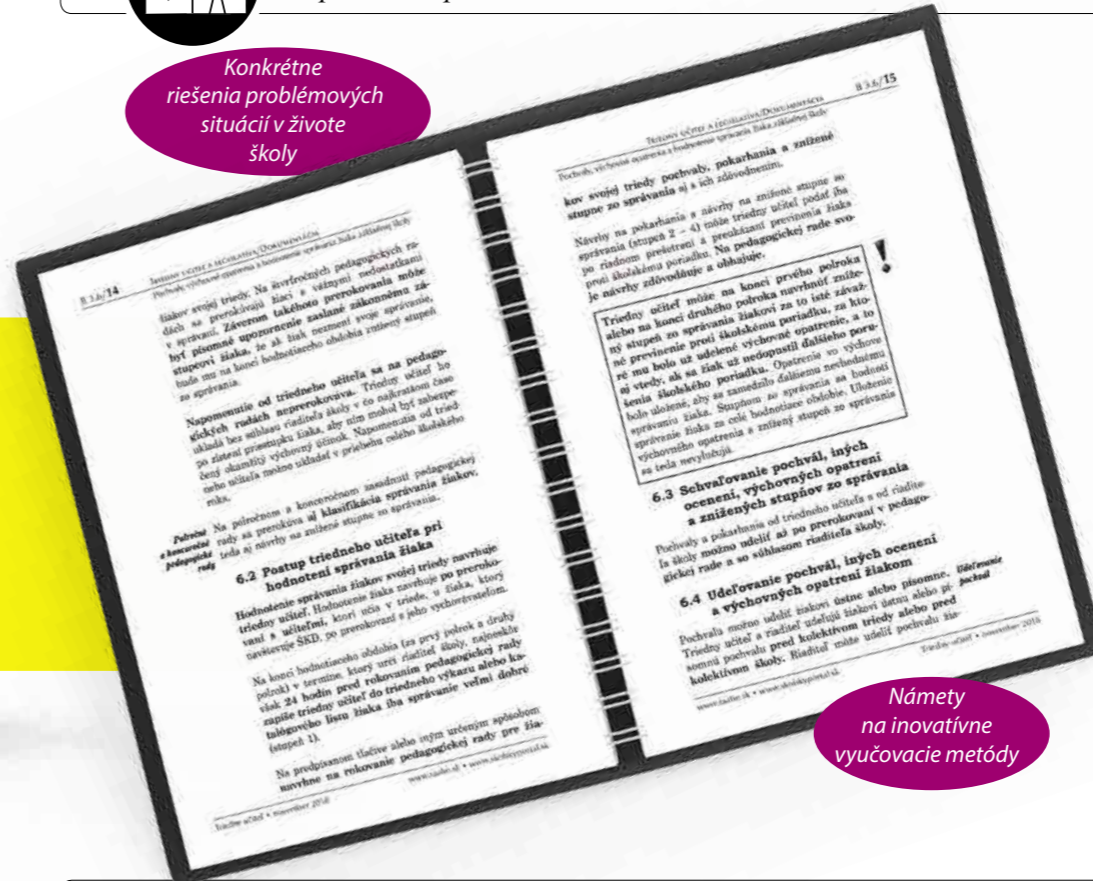 Konkrétne
riešenia problémových
situácií v živote
školy
B 3.6/14
Triedny učiteľ a legislatíva/Dokumentácia
Pochvaly, výchovné opatrenia a hodnotenie správania žiaka základnej školy
žiakov svojej triedy. Na štvrťročných pedagogických ra-
dách sa prerokúvajú žiaci s vážnymi nedostatkami
v správaní. Záverom takéhoto prerokovania môže
byť písomné upozornenie zaslané zákonnému zá-
stupcovi žiaka, že ak žiak nezmení svoje správanie,
bude mu na konci hodnotiaceho obdobia znížený stupeň
zo správania.
Napomenutie od triedneho učiteľa sa na pedago-
gických radách neprerokováva. Triedny učiteľ ho
ukladá bez súhlasu riaditeľa školy v čo najkratšom čase
po zistení priestupku žiaka, aby ním mohol byť zabezpe-
čený okamžitý výchovný účinok. Napomenutia od tried-
neho učiteľa možno ukladať v priebehu celého školského
roka.
Polročné
a koncoročné
pedagogické
rady
Na polročnom a koncoročnom zasadnutí pedagogickej
rady sa prerokúva aj klasifikácia správania žiakov,
teda aj návrhy na znížené stupne zo správania.
6.2 Postup triedneho učiteľa pri
hodnotení správania žiaka
Hodnotenie správania žiakov svojej triedy navrhuje
triedny učiteľ. Hodnotenie žiaka navrhuje po preroko-
vaní s učiteľmi, ktorí učia v triede, u žiaka, ktorý
navštevuje ŠKD, po prerokovaní s jeho vychovávateľom.
Na konci hodnotiaceho obdobia (za prvý polrok a druhý
polrok) v termíne, ktorý určí riaditeľ školy, najneskôr
však 24 hodín pred rokovaním pedagogickej rady
zapíše triedny učiteľ do triedneho výkazu alebo ka-
talógového listu žiaka iba správanie veľmi dobré
(stupeň 1).
Na predpísanom tlačive alebo iným určeným spôsobom
navrhne na rokovanie pedagogickej rady pre žia-
www.raabe.sk • www.skolskyportal.sk
Triedny učiteľ • november 2018
B 3.6/15
Triedny učiteľ a legislatíva/Dokumentácia
Pochvaly, výchovné opatrenia a hodnotenie správania žiaka základnej školy
kov svojej triedy pochvaly, pokarhania a znížené
stupne zo správania aj s ich zdôvodnením.
Návrhy na pokarhania a návrhy na znížené stupne zo
správania (stupeň 2 – 4) môže triedny učiteľ podať iba
po riadnom prešetrení a preukázaní previnenia žiaka
proti školskému poriadku. Na pedagogickej rade svo-
je návrhy zdôvodňuje a obhajuje.
!
Triedny učiteľ môže na konci prvého polroka
alebo na konci druhého polroka navrhnúť zníže-
ný stupeň zo správania žiakovi za to isté závaž-
né previnenie proti školskému poriadku, za kto-
ré mu bolo už udelené výchovné opatrenie, a to
aj vtedy, ak sa žiak už nedopustil ďalšieho poru-
šenia školského poriadku. Opatrenie vo výchove
bolo uložené, aby sa zamedzilo ďalšiemu nevhodnému
správaniu žiaka. Stupňom zo správania sa hodnotí
správanie žiaka za celé hodnotiace obdobie. Uloženie
výchovného opatrenia a znížený stupeň zo správania
sa teda nevylučujú.
6.3 Schvaľovanie pochvál, iných
ocenení, výchovných opatrení
a znížených stupňov zo správania
Pochvaly a pokarhania od triedneho učiteľa a od riadite-
ľa školy možno udeliť až po prerokovaní v pedago-
gickej rade a so súhlasom riaditeľa školy.
6.4 Udeľovanie pochvál, iných ocenení
a výchovných opatrení žiakom
Udeľovanie
pochvál
Pochvalu možno udeliť žiakovi ústne alebo písomne.
Triedny učiteľ a riaditeľ udeľujú žiakovi ústnu alebo pí-
somnú pochvalu pred kolektívom triedy alebo pred
kolektívom školy. Riaditeľ môže udeliť pochvalu žia-
Triedny učiteľ • november 2018
www.raabe.sk • www.skolskyportal.sk
Námety
na inovatívne
vyučovacie metódy